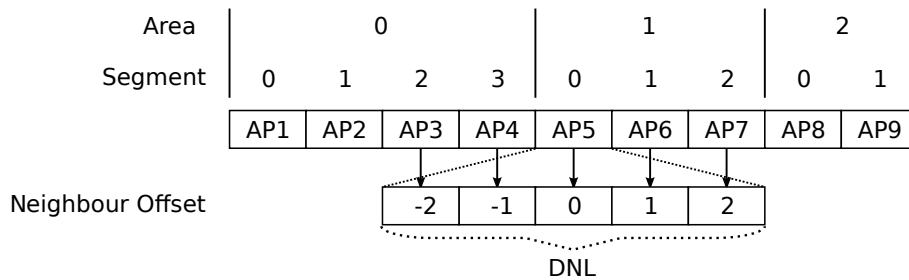 Area 0 1 2
Segment 0 1 2 3 0 1 2 0 1
AP1 AP2 AP3 AP4 AP5 AP6 AP7 AP8 AP9
Neighbour Offset -2 -1 0 1 2
DNL